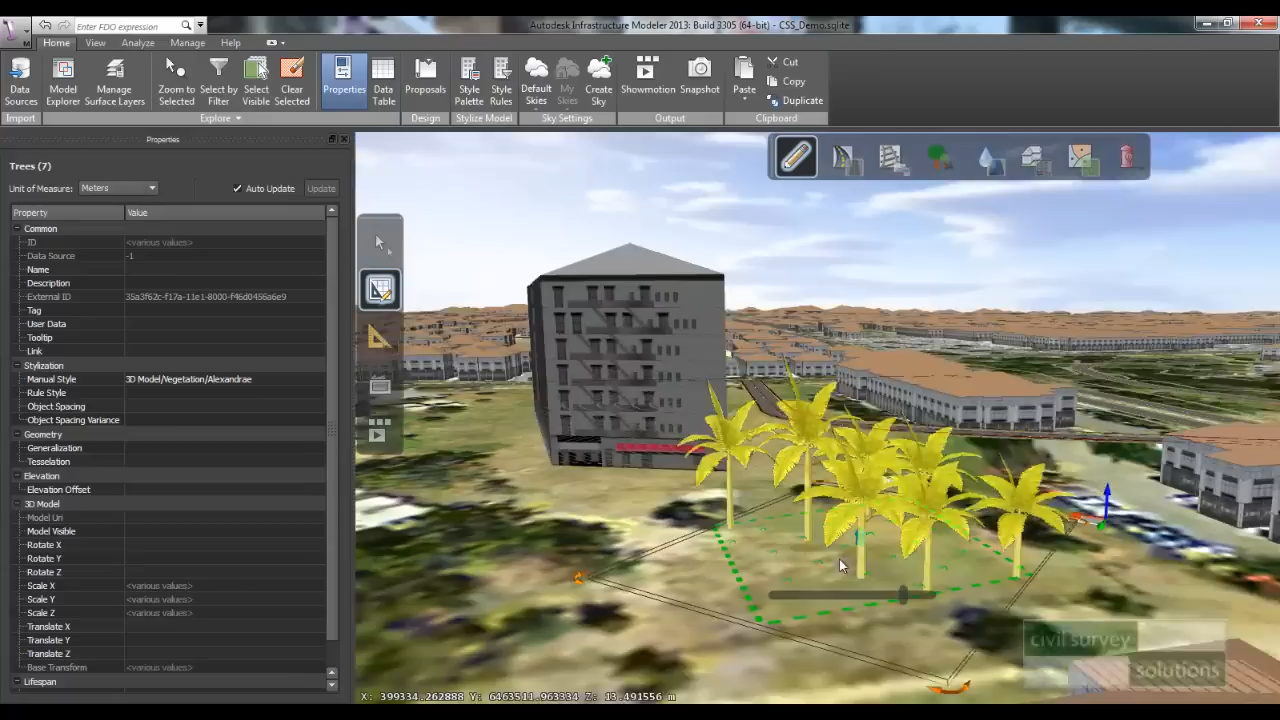 Enter FDO expression
Autodesk Infrastructure Modeler 2013: Build 3305 (64-bit) - CSS_Demo.sqlite
Home View Analyze Manage Help
Data Sources
Model Explorer
Manage Surface Layers
Zoom to Selected
Select by Filter
Select Visible
Clear Selected
Properties
Data Table
Proposals
Style Palette
Style Rules
Default Skies
My Skies
Create Sky
Showmotion
Snapshot
Paste
Cut
Copy
Duplicate
Import
Explore
Design
Stylize Model
Sky Settings
Output
Clipboard
Properties
Trees (7)
Unit of Measure: Meters
Auto Update
Update
Property Value
Common
ID <various values>
Data Source -1
Name
Description
External ID 35a3f62c-f17a-11e1-8000-f46d0456a6e9
Tag
User Data
Tooltip
Link
Stylization
Manual Style 3D Model/Vegetation/Alexandrae
Rule Style
Object Spacing
Object Spacing Variance
Geometry
Generalization
Tesselation
Elevation
Elevation Offset
3D Model
Model Uri
Model Visible
Rotate X
Rotate Y
Rotate Z
Scale X <various values>
Scale Y <various values>
Scale Z <various values>
Translate X
Translate Y
Translate Z
Base Transform <various values>
Lifespan
X: 399334.262888 Y: 6463511.963334 Z: 13.491556 m
civil survey
solutions